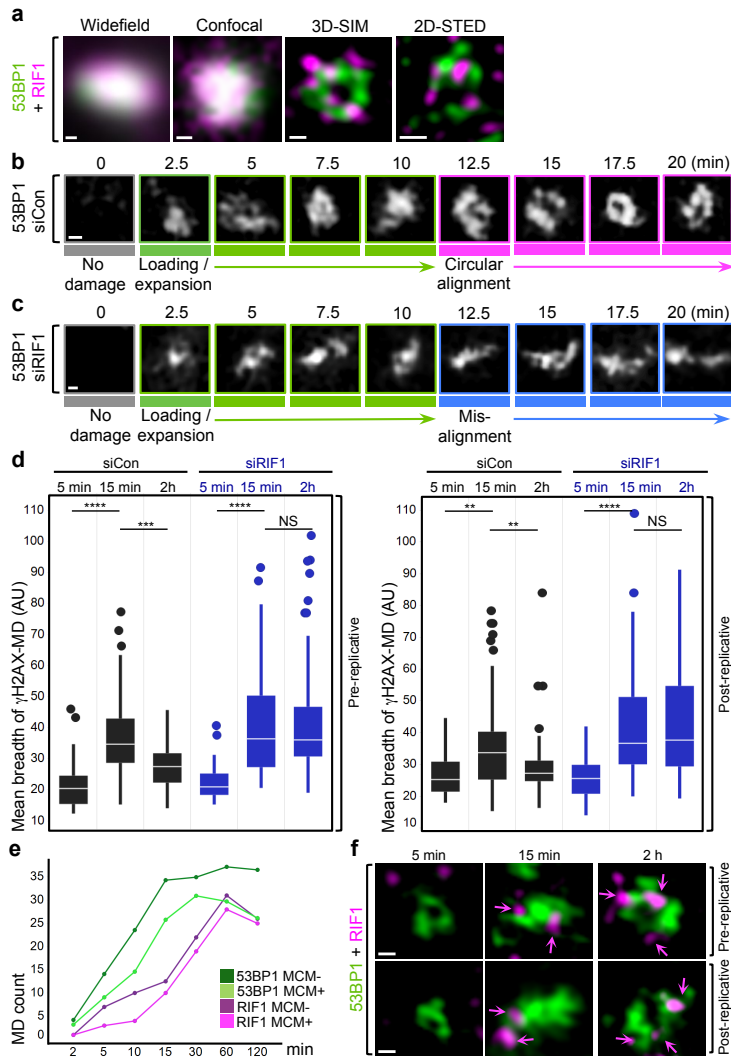 a
Widefield Confocal 3D-SIM 2D-STED
53BP1
+ RIF1
b
0 2.5 5 7.5 10 12.5 15 17.5 20 (min)
53BP1
siCon
No
damage
Loading /
expansion
Circular
alignment
c
0 2.5 5 7.5 10 12.5 15 17.5 20 (min)
53BP1
siRIF1
No
damage
Loading /
expansion
Mis-
alignment
d
siCon siRIF1
5 min 15 min 2h 5 min 15 min 2h
**** *** **** NS
Mean breadth of γH2AX-MD (AU)
110
100
90
80
70
60
50
40
30
20
10
Pre-replicative
siCon siRIF1
5 min 15 min 2h 5 min 15 min 2h
** ** **** NS
Mean breadth of γH2AX-MD (AU)
110
100
90
80
70
60
50
40
30
20
10
Post-replicative
e
MD count
35
30
25
20
15
10
5
0
53BP1 MCM-
53BP1 MCM+
RIF1 MCM-
RIF1 MCM+
2 5 10 15 30 60 120 min
f
5 min 15 min 2 h
53BP1 + RIF1
Pre-replicative
Post-replicative